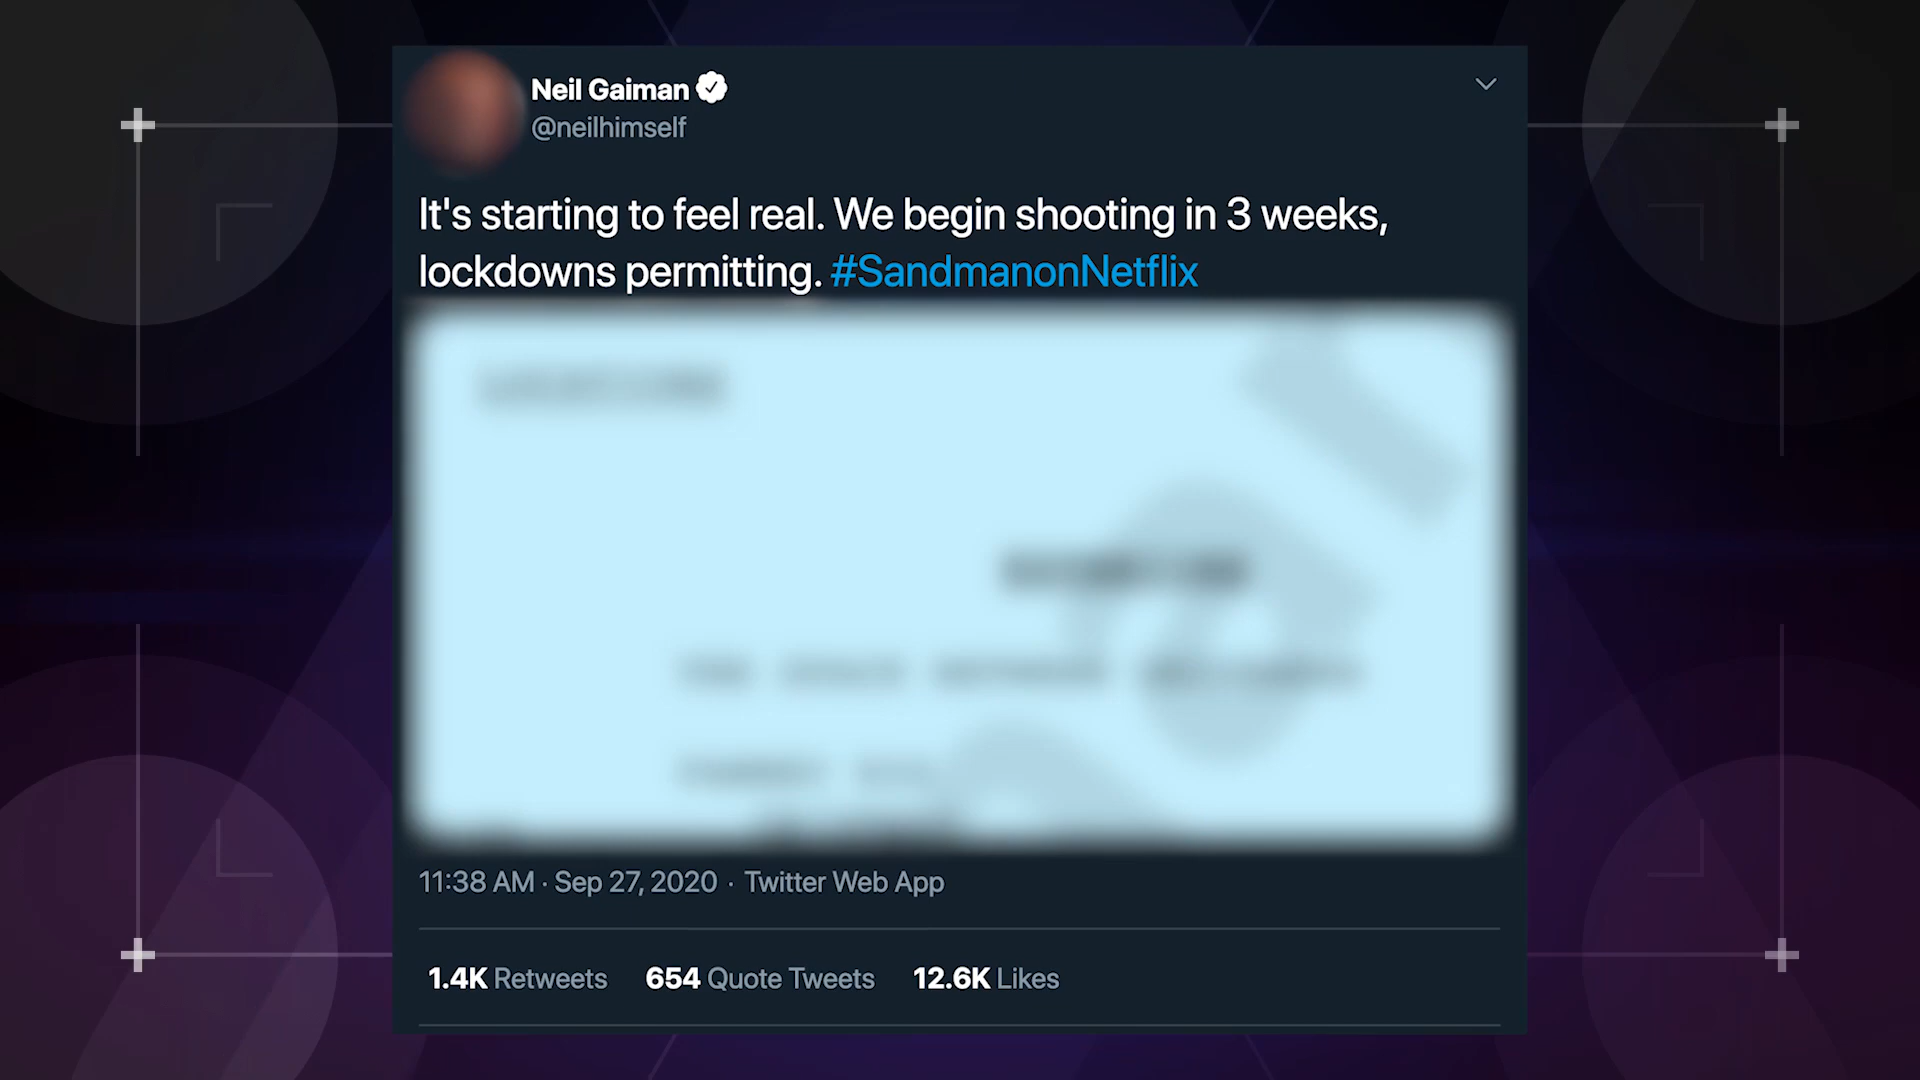 Neil Gaiman
@neilhimself
It's starting to feel real. We begin shooting in 3 weeks,
lockdowns permitting. #SandmanonNetflix
11:38 AM · Sep 27, 2020 · Twitter Web App
1.4K Retweets 654 Quote Tweets 12.6K Likes